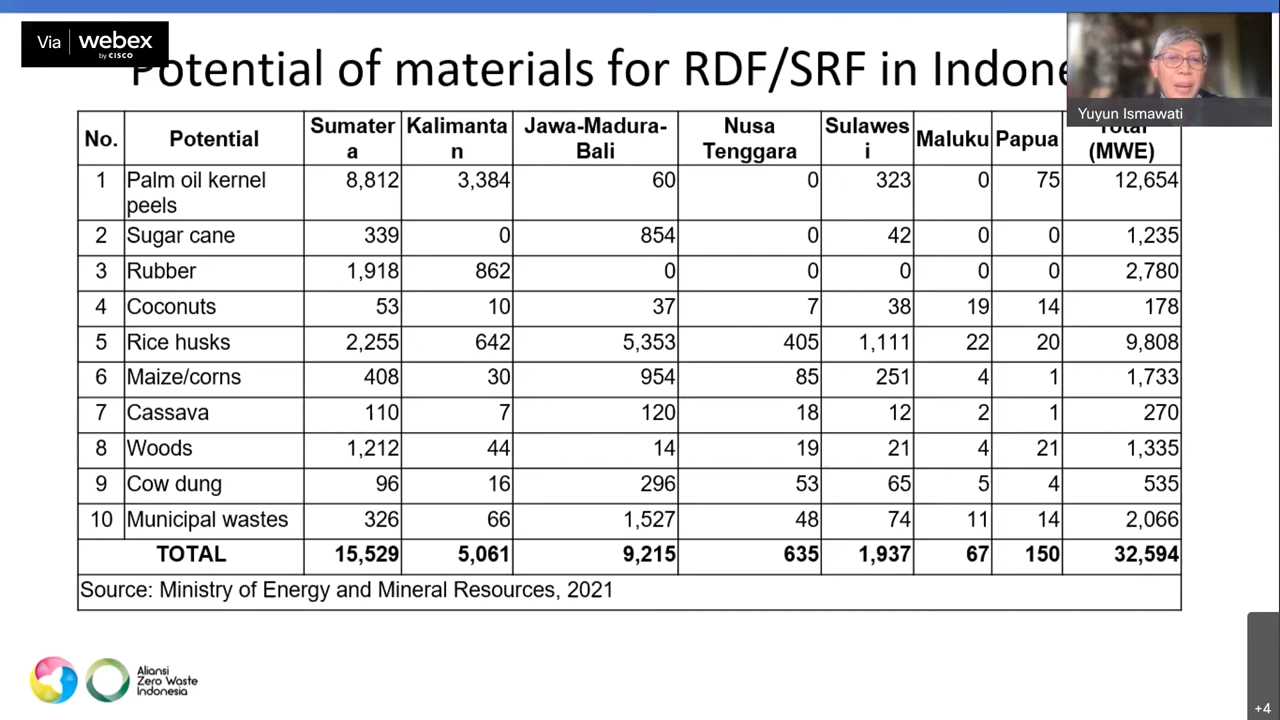 Via webex
by CISCO
Potential of materials for RDF/SRF in Indone
Yuyun Ismawati
No. Potential Sumater Kalimanta Jawa-Madura- Nusa Sulawes Maluku Papua Total
a n Bali Tenggara i (MWE)
1 Palm oil kernel 8,812 3,384 60 0 323 0 75 12,654
peels
2 Sugar cane 339 0 854 0 42 0 0 1,235
3 Rubber 1,918 862 0 0 0 0 0 2,780
4 Coconuts 53 10 37 7 38 19 14 178
5 Rice husks 2,255 642 5,353 405 1,111 22 20 9,808
6 Maize/corns 408 30 954 85 251 4 1 1,733
7 Cassava 110 7 120 18 12 2 1 270
8 Woods 1,212 44 14 19 21 4 21 1,335
9 Cow dung 96 16 296 53 65 5 4 535
10 Municipal wastes 326 66 1,527 48 74 11 14 2,066
TOTAL 15,529 5,061 9,215 635 1,937 67 150 32,594
Source: Ministry of Energy and Mineral Resources, 2021
Aliansi
Zero Waste
Indonesia
+4